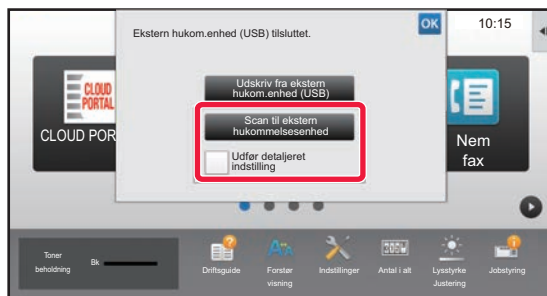 Ekstern hukom.enhed (USB) tilsluttet.
OK
10:15
Udskriv fra ekstern
hukom.enhed (USB)
Scan til ekstern
hukommelsesenhed
Udfør detaljeret
indstilling
CLOUD
PORTAL
CLOUD POR
Nem
fax
Toner
beholdning
Bk
Driftsguide
Forstør
visning
Indstillinger
Antal i alt
Lysstyrke
Justering
Jobstyring